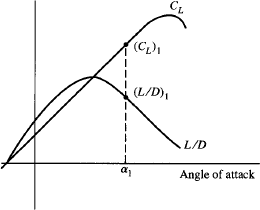 C_L
(C_L)_1
(L/D)_1
L/D
α_1
Angle of attack